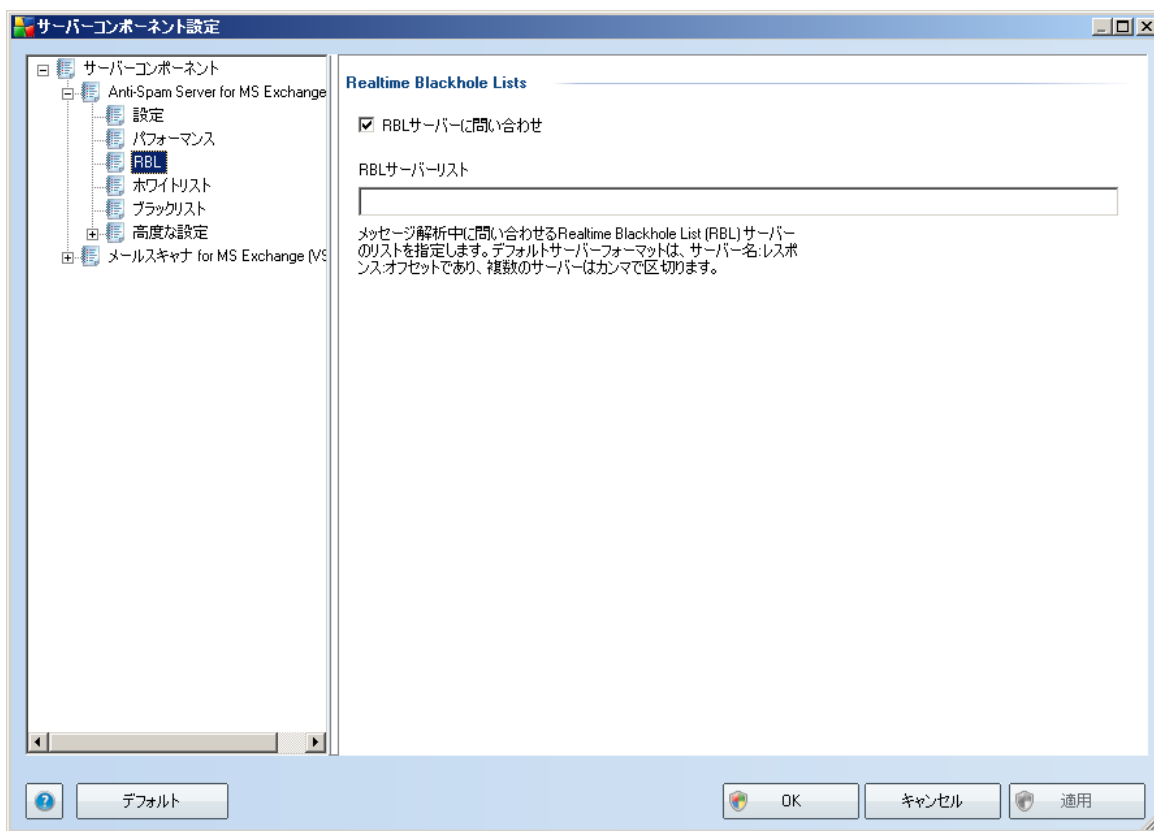 サーバーコンポーネント設定
サーバーコンポーネント
Anti-Spam Server for MS Exchange
設定
パフォーマンス
RBL
ホワイトリスト
ブラックリスト
高度な設定
メールスキャナ for MS Exchange (VS
Realtime Blackhole Lists
RBLサーバーに問い合わせ
RBLサーバーリスト
メッセージ解析中に問い合わせるRealtime Blackhole List (RBL) サーバー
のリストを指定します。デフォルトサーバーフォーマットは、サーバー名:レスポ
ンス:オフセットであり、複数のサーバーはカンマで区切ります。
デフォルト
OK
キャンセル
適用